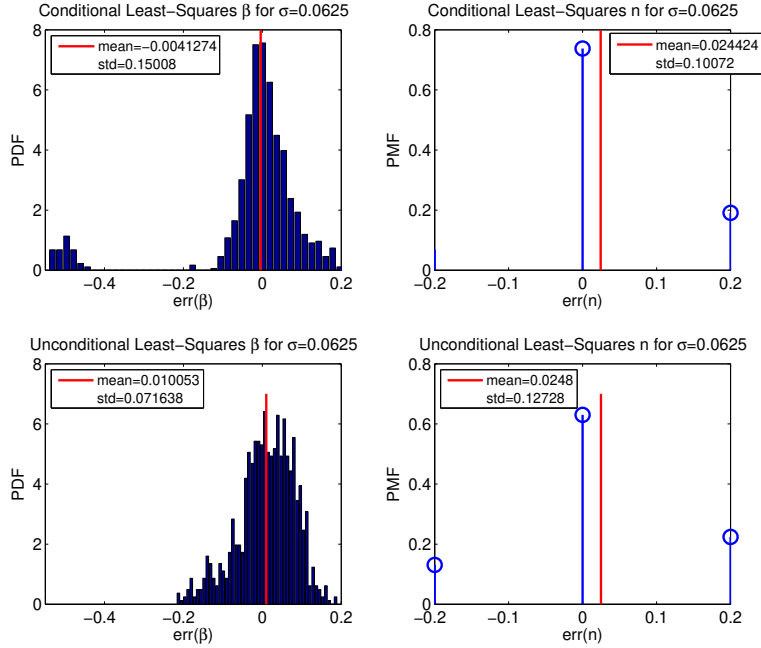 Conditional Least−Squares β for σ=0.0625
mean=−0.0041274
std=0.15008
PDF
8
6
4
2
0
−0.4
−0.2
0
0.2
err(β)
Conditional Least−Squares n for σ=0.0625
mean=0.024424
std=0.10072
PMF
0.8
0.6
0.4
0.2
0
−0.2
−0.1
0
0.1
0.2
err(n)
Unconditional Least−Squares β for σ=0.0625
mean=0.010053
std=0.071638
PDF
8
6
4
2
0
−0.4
−0.2
0
0.2
err(β)
Unconditional Least−Squares n for σ=0.0625
mean=0.0248
std=0.12728
PMF
0.8
0.6
0.4
0.2
0
−0.2
−0.1
0
0.1
0.2
err(n)